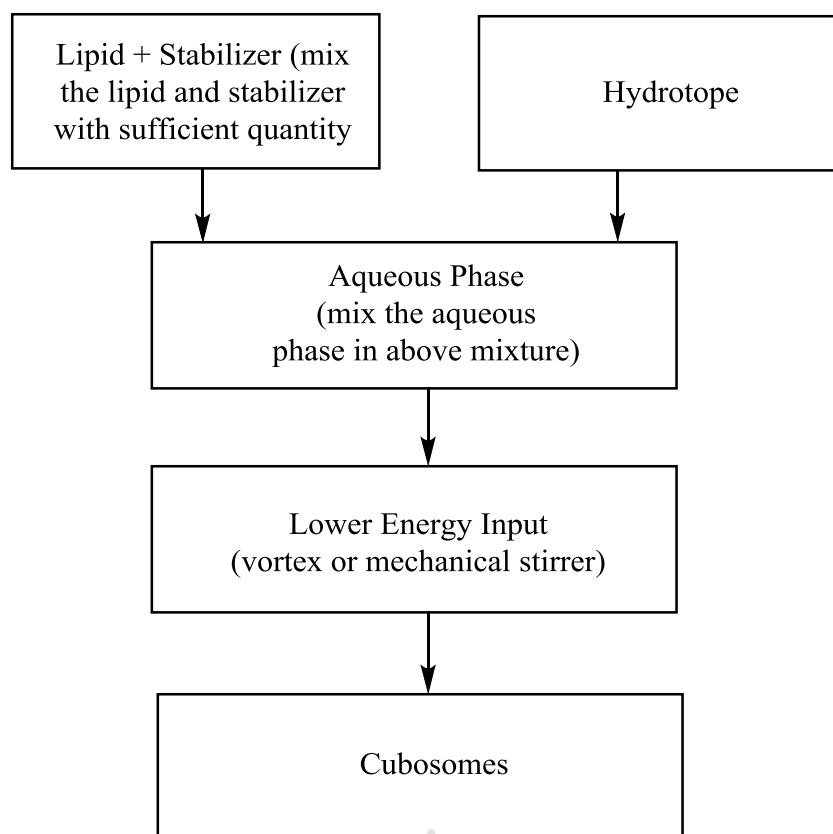 Lipid + Stabilizer (mix
the lipid and stabilizer
with sufficient quantity
Hydrotope
Aqueous Phase
(mix the aqueous
phase in above mixture)
Lower Energy Input
(vortex or mechanical stirrer)
Cubosomes